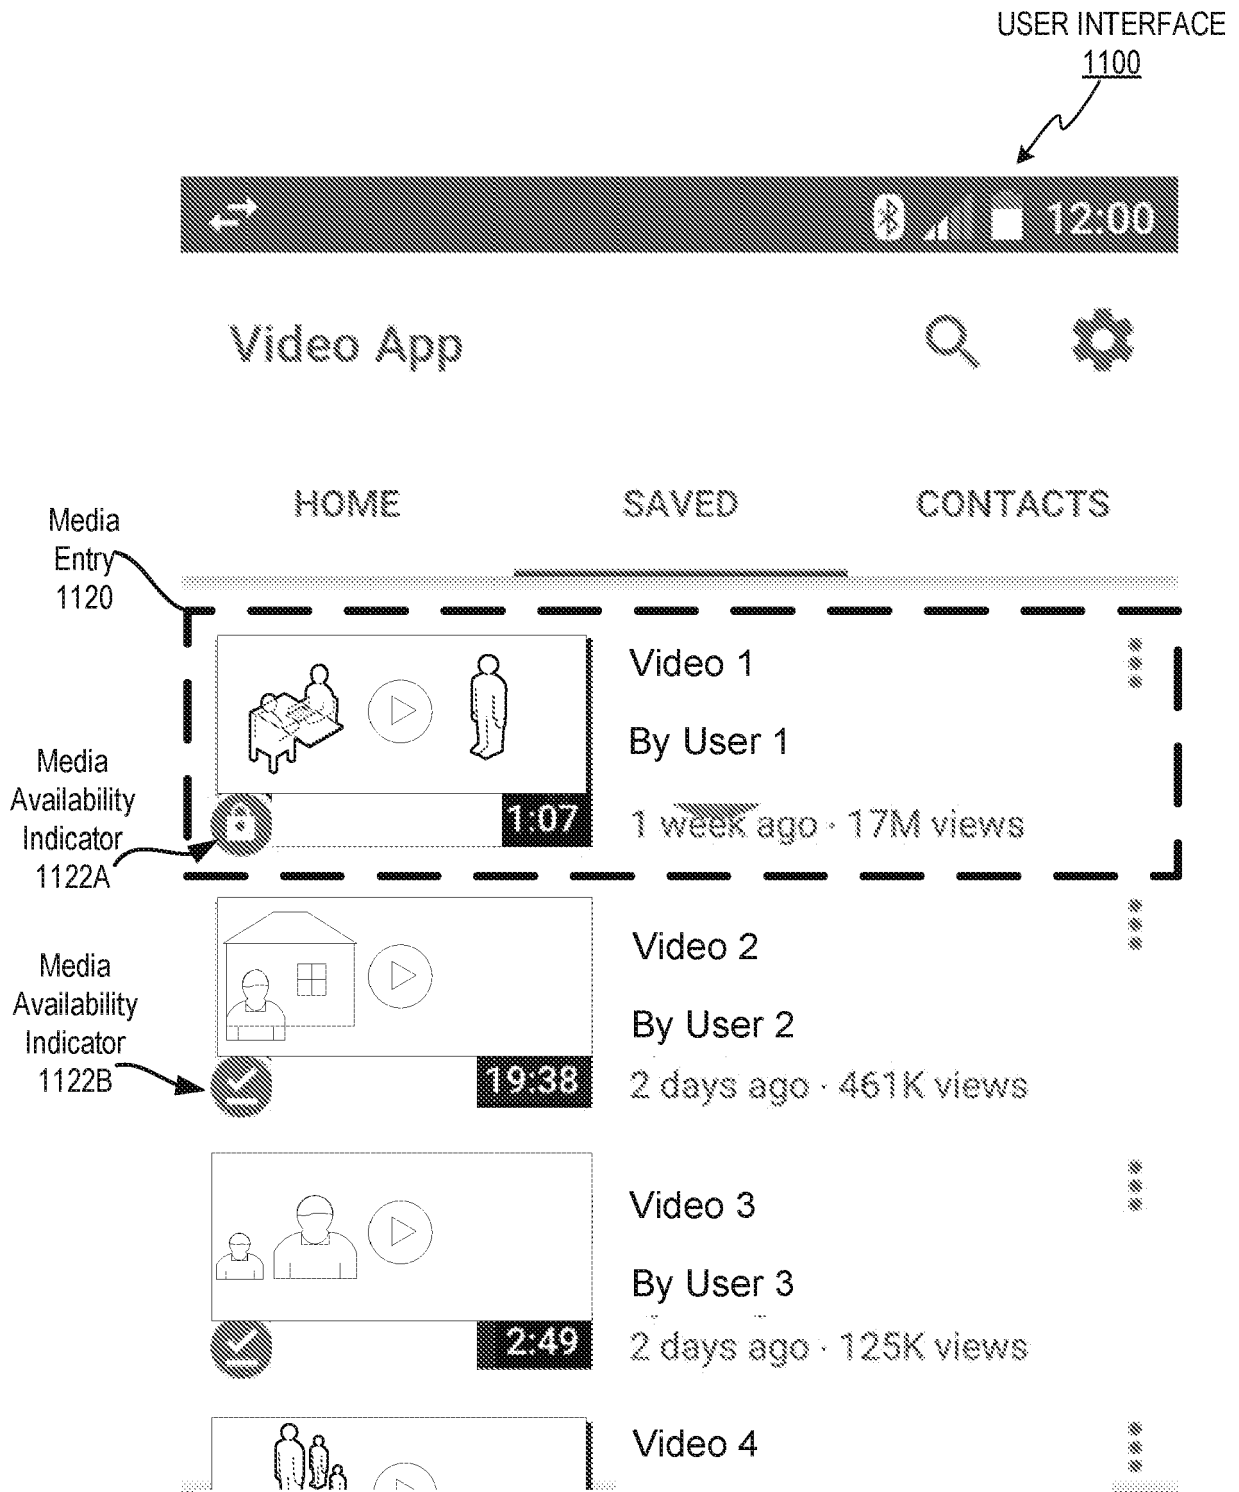 USER INTERFACE
1100
12:00
Video App
HOME SAVED CONTACTS
Media
Entry
1120
Video 1
By User 1
1:07
1 week ago · 17M views
Media
Availability
Indicator
1122A
Video 2
By User 2
19:38
2 days ago · 461K views
Media
Availability
Indicator
1122B
Video 3
By User 3
2:49
2 days ago · 125K views
Video 4